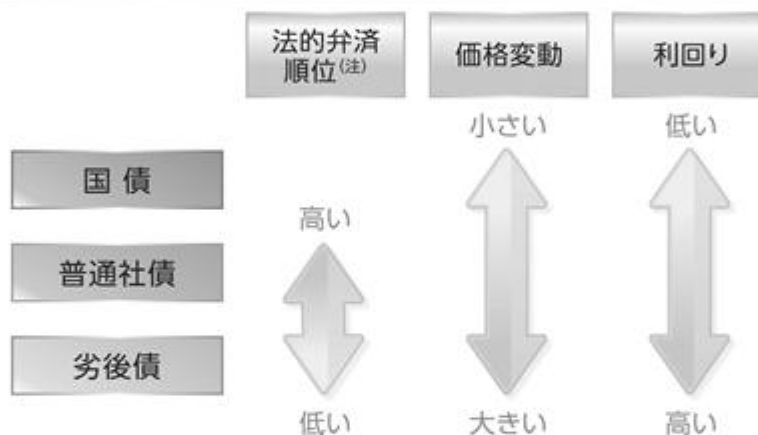 法的弁済
順位(注)
価格変動
利回り
小さい
低い
国債
高い
普通社債
劣後債
低い
大きい
高い